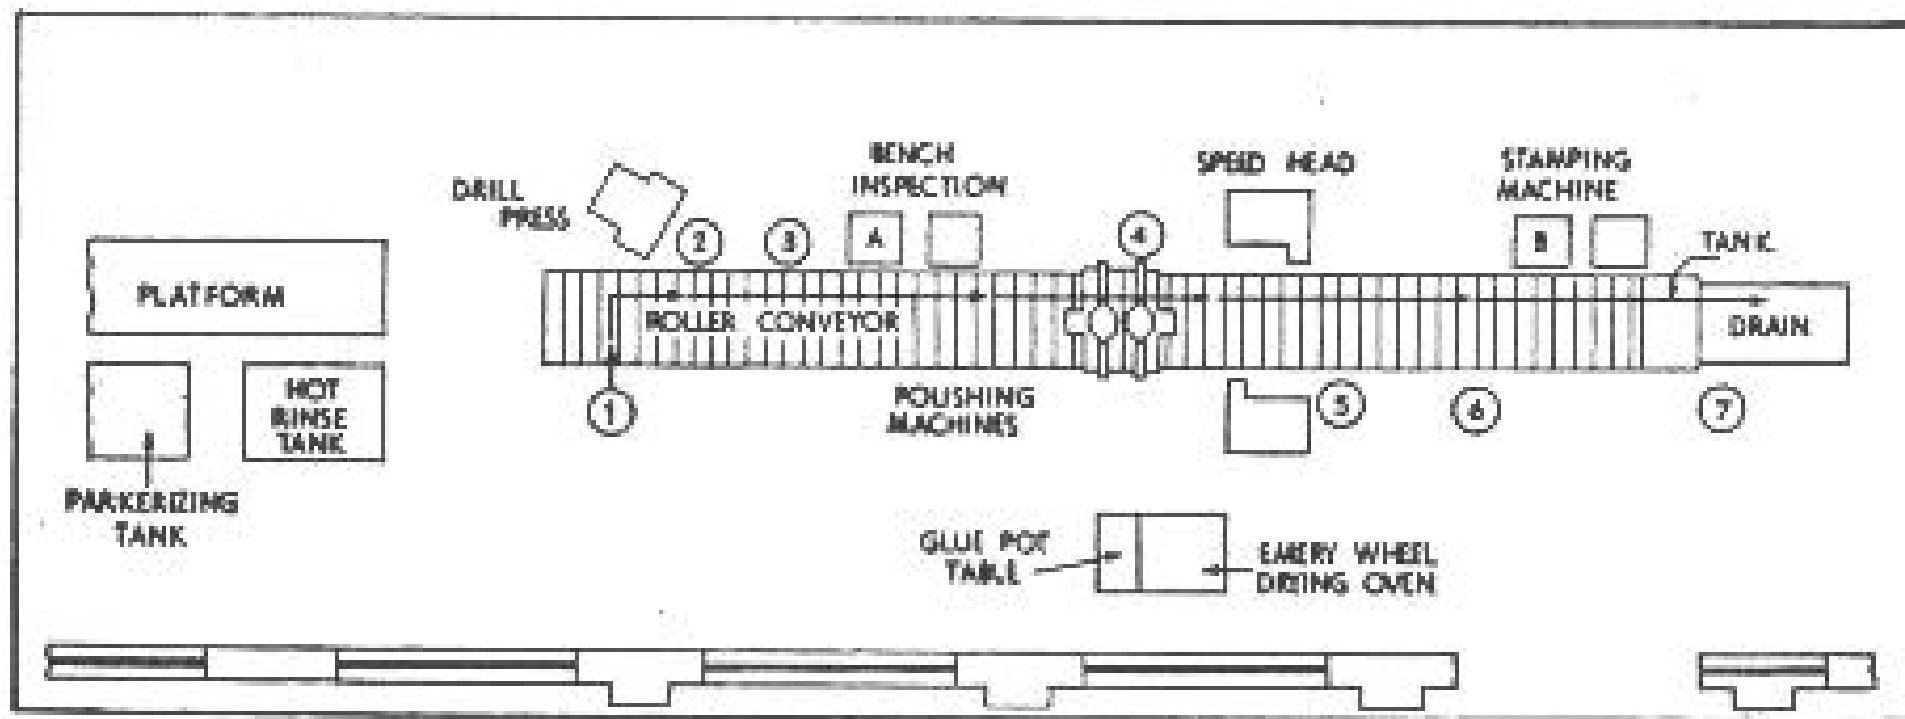 BENCH
INSPECTION
SPEED HEAD
STAMPING
MACHINE
DRILL
PRESS
2
3
A
4
B
TANK
PLATFORM
ROLLER CONVEYOR
DRAIN
HOT
RINSE
TANK
1
POLISHING
MACHINES
5
6
7
PARKERIZING
TANK
GLUE POT
TABLE
EMERY WHEEL
DRYING OVEN